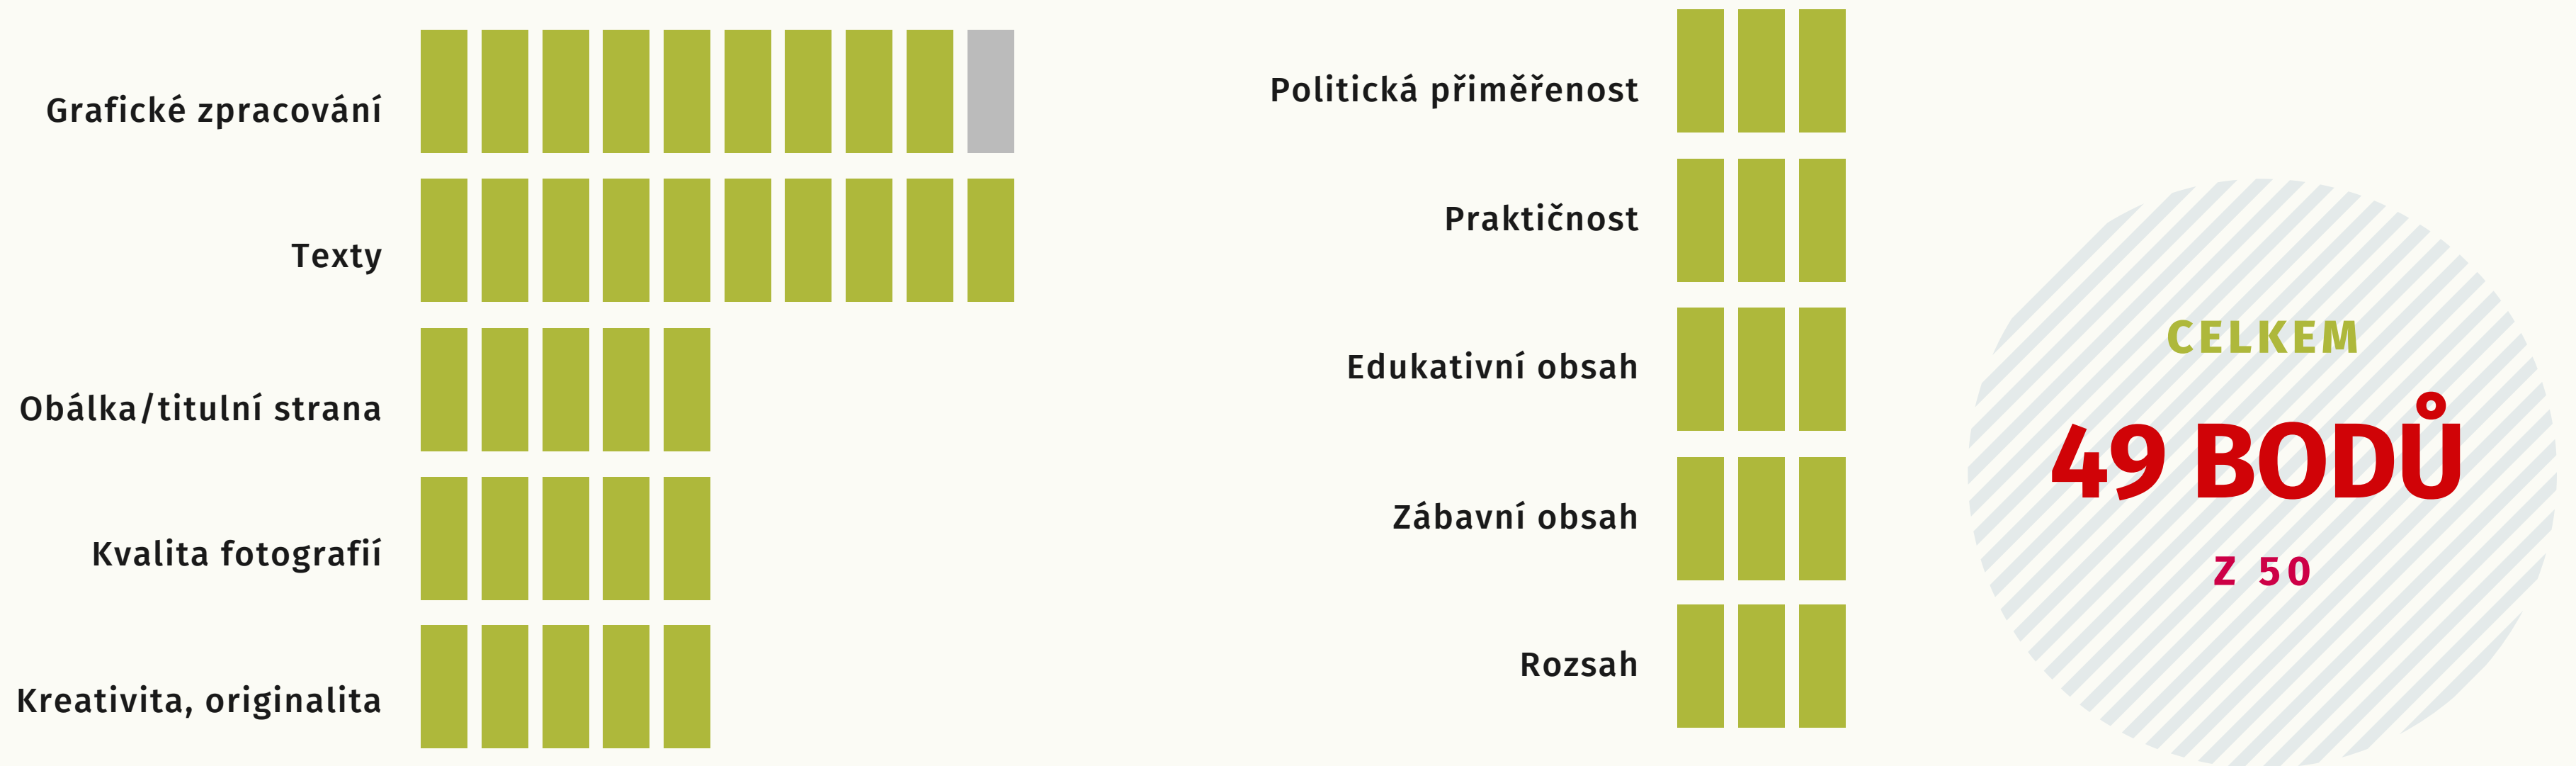 Grafické zpracování
Texty
Obálka/titulní strana
Kvalita fotografií
Kreativita, originalita
Politická přiměřenost
Praktičnost
Edukativní obsah
Zábavní obsah
Rozsah
CELKEM
49 BODŮ
Z 50